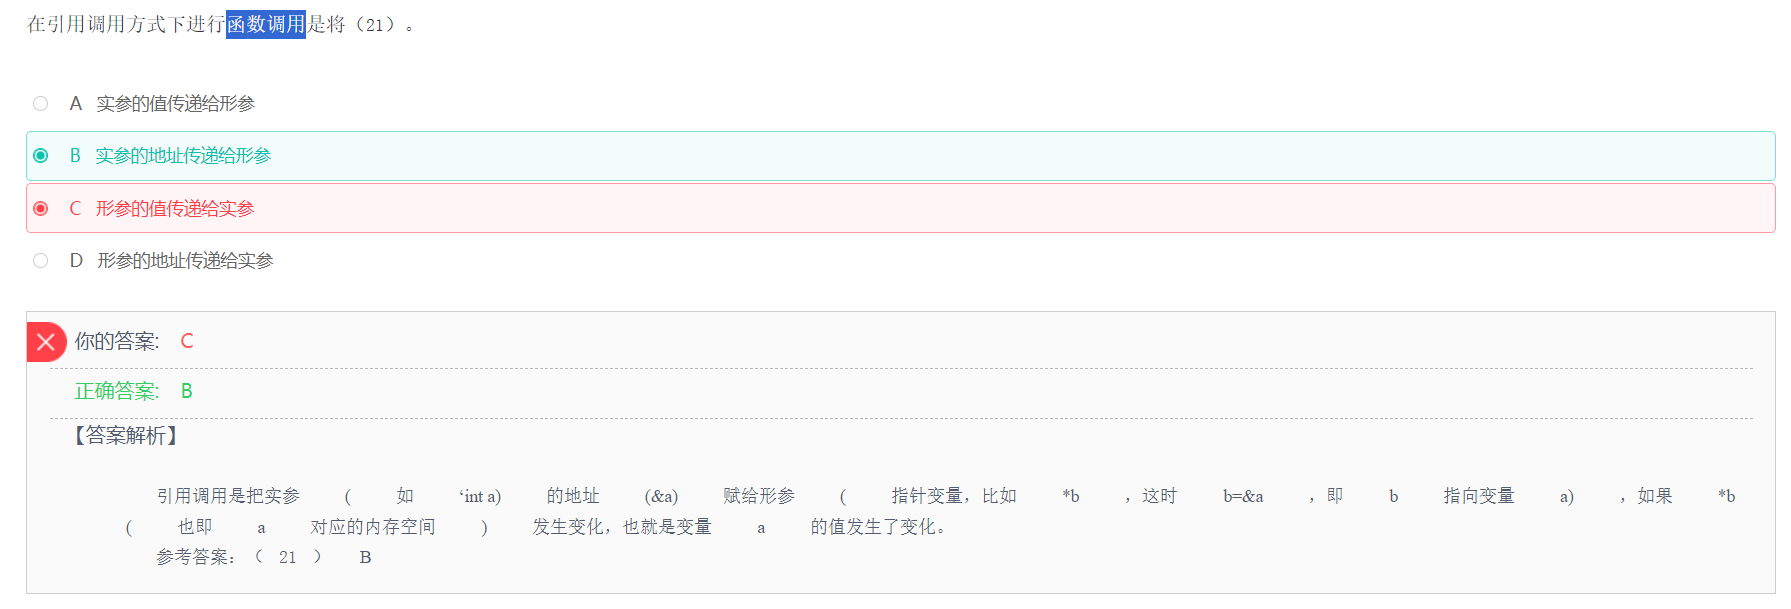 在引用调用方式下进行函数调用是将（21）。
A 实参的值传递给形参
B 实参的地址传递给形参
C 形参的值传递给实参
D 形参的地址传递给实参
你的答案: C
正确答案: B
【答案解析】
引用调用是把实参 ( 如 ‘int a) 的地址 (&a) 赋给形参 ( 指针变量，比如 *b ，这时 b=&a ，即 b 指向变量 a) ，如果 *b
( 也即 a 对应的内存空间 ) 发生变化，也就是变量 a 的值发生了变化。
参考答案：（ 21 ） B